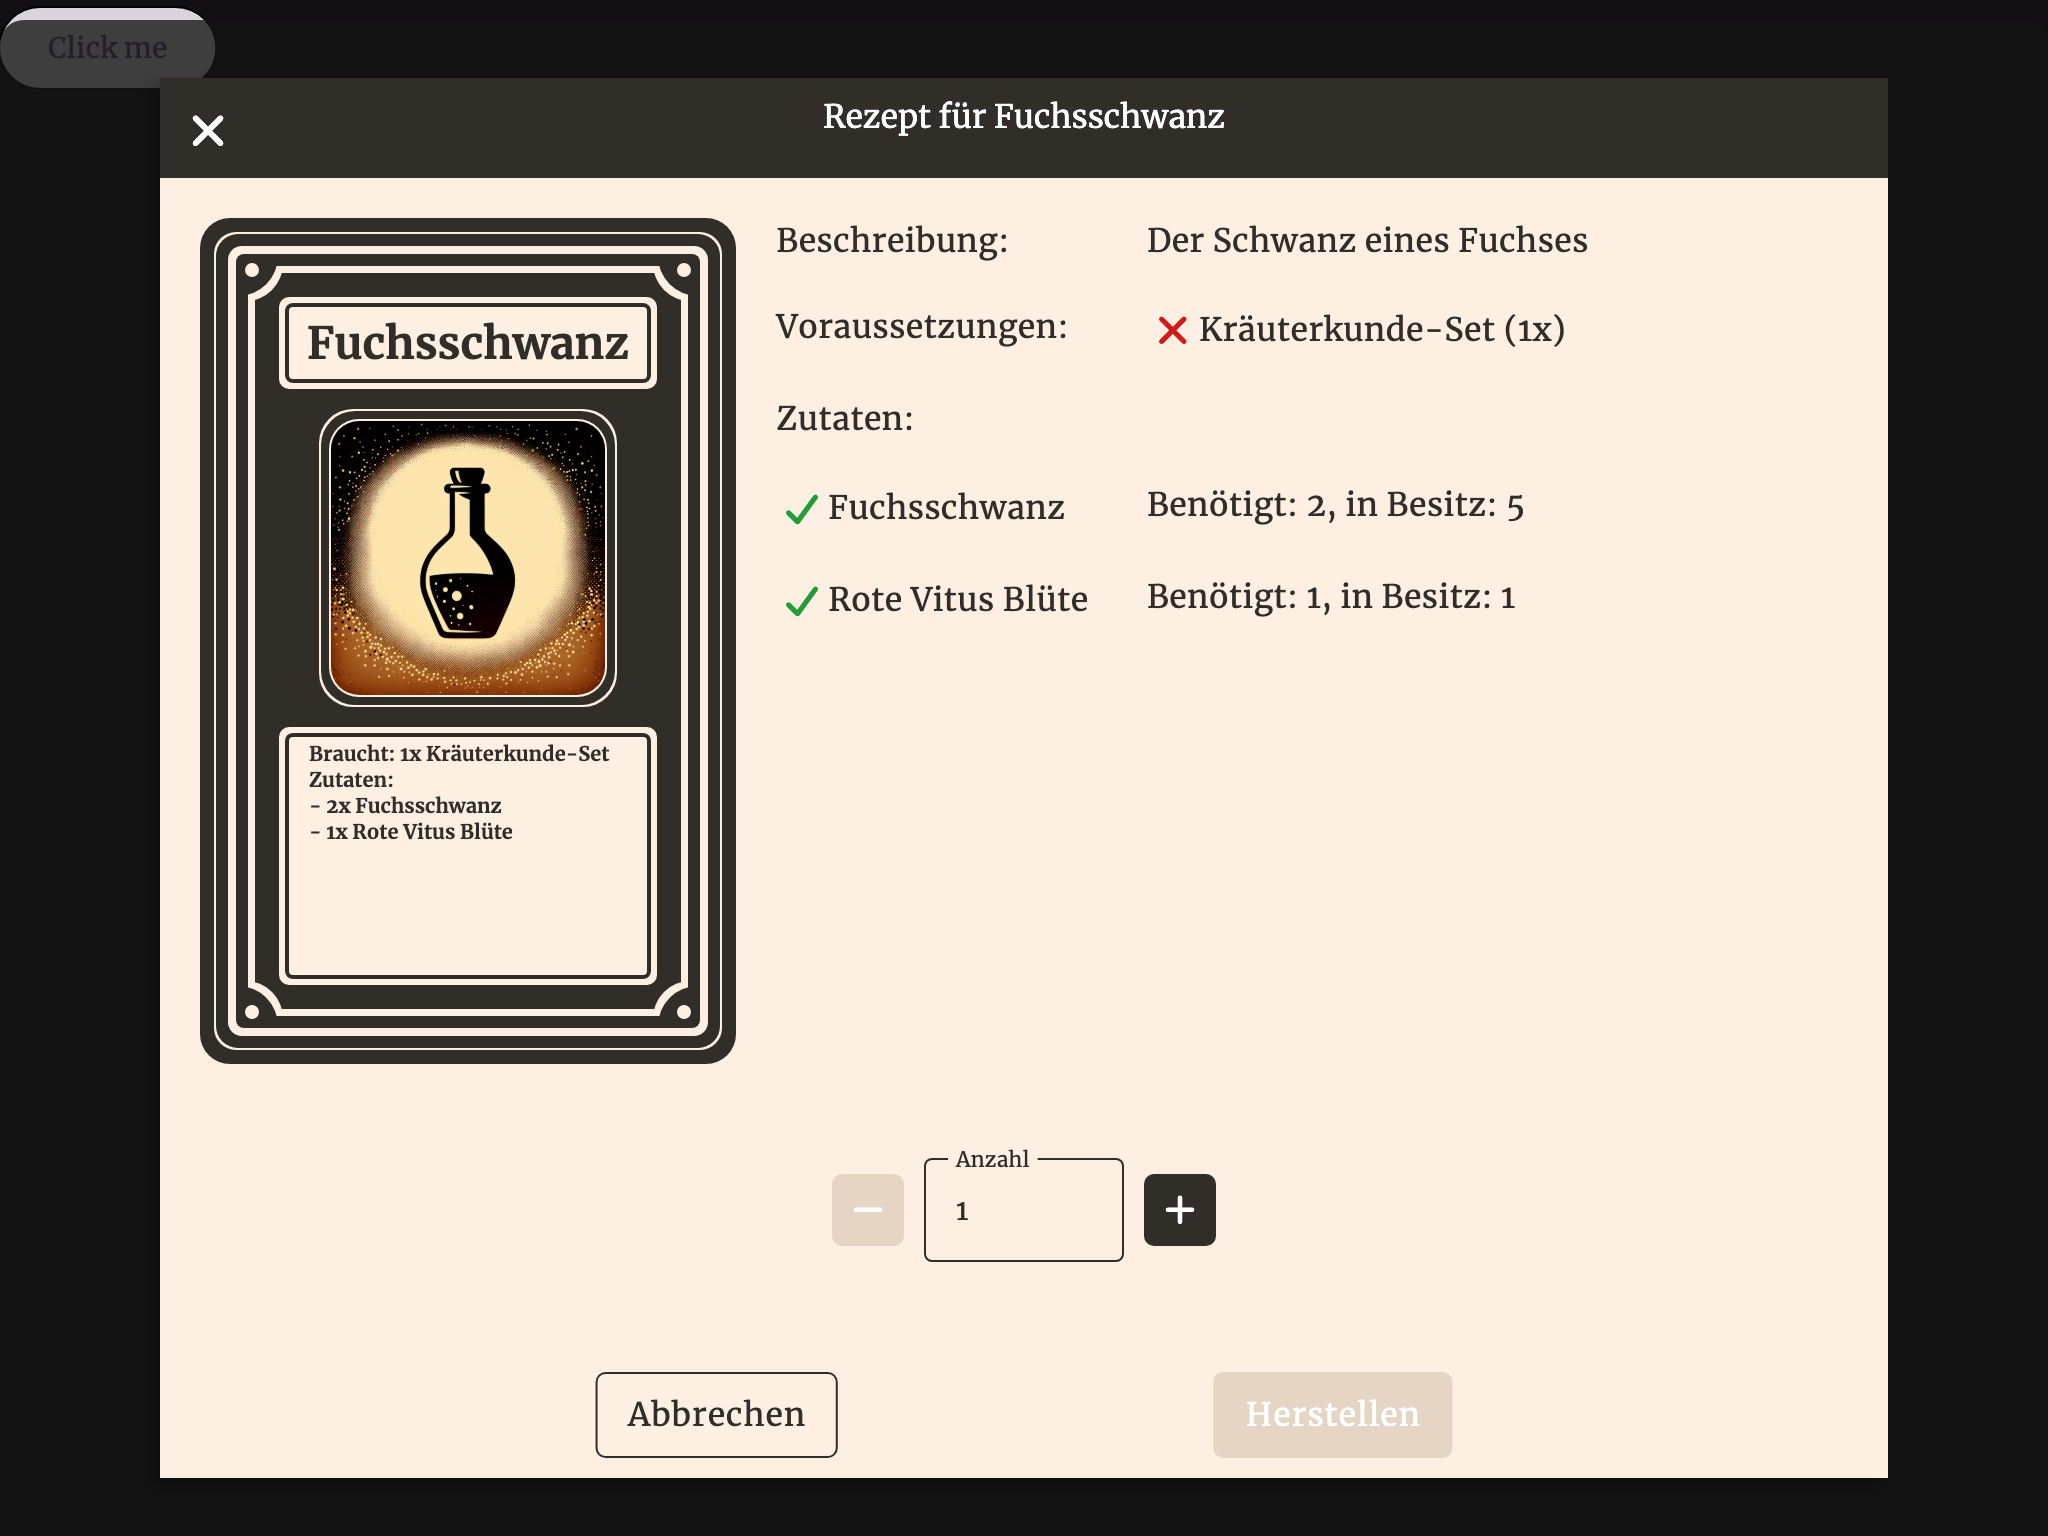 Click me
Rezept für Fuchsschwanz
Fuchsschwanz
Braucht: 1x Kräuterkunde-Set
Zutaten:
- 2x Fuchsschwanz
- 1x Rote Vitus Blüte
Beschreibung: Der Schwanz eines Fuchses
Voraussetzungen: Kräuterkunde-Set (1x)
Zutaten:
Fuchsschwanz Benötigt: 2, in Besitz: 5
Rote Vitus Blüte Benötigt: 1, in Besitz: 1
Anzahl
1
Abbrechen Herstellen